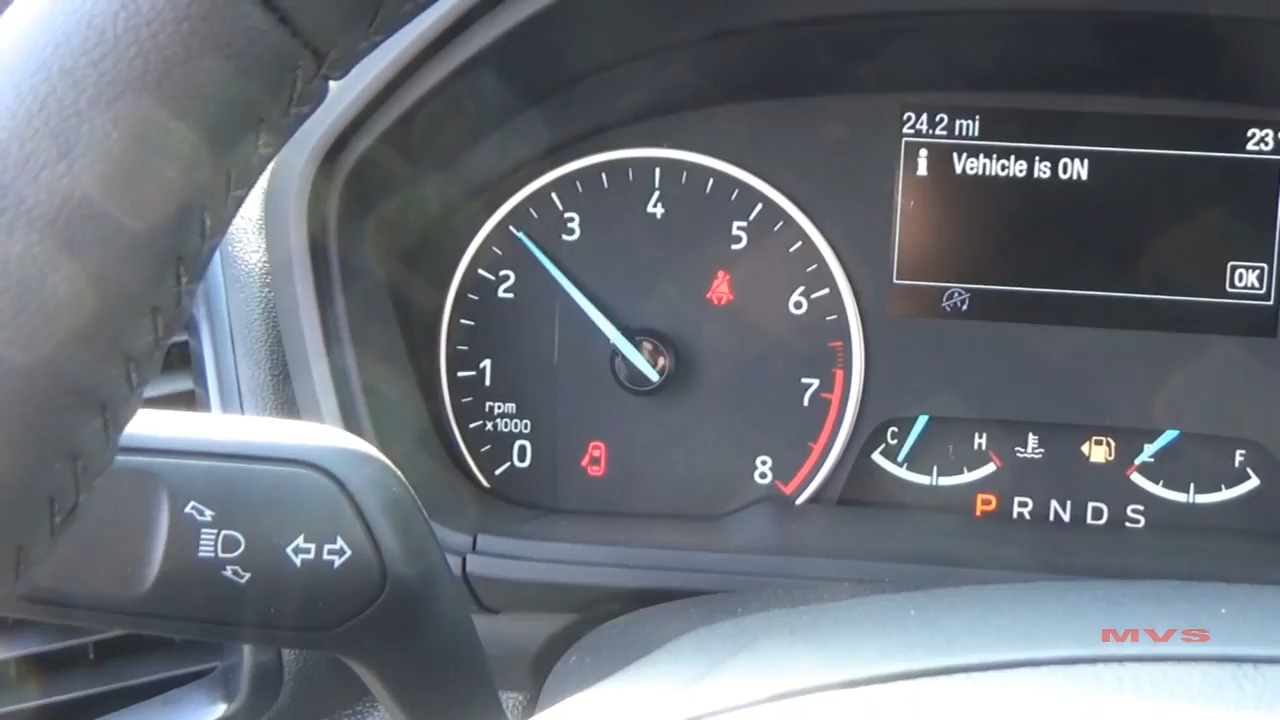 24.2 mi
23°
i Vehicle is ON
OK
0
1
2
3
4
5
6
7
8
rpm
x1000
C
H
E
F
P R N D S
MVS